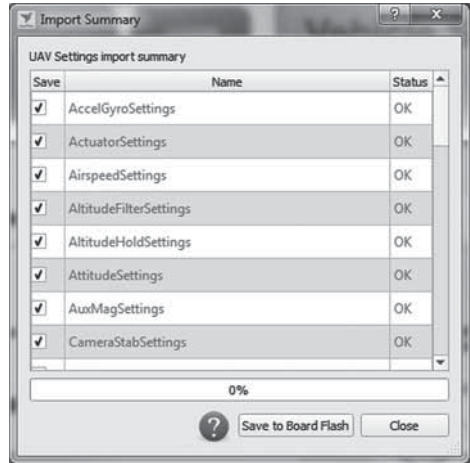 Import Summary
UAV Settings import summary
Save Name Status
AccelGyroSettings OK
ActuatorSettings OK
AirspeedSettings OK
AltitudeFilterSettings OK
AltitudeHoldSettings OK
AttitudeSettings OK
AuxMagSettings OK
CameraStabSettings OK
0%
? Save to Board Flash Close